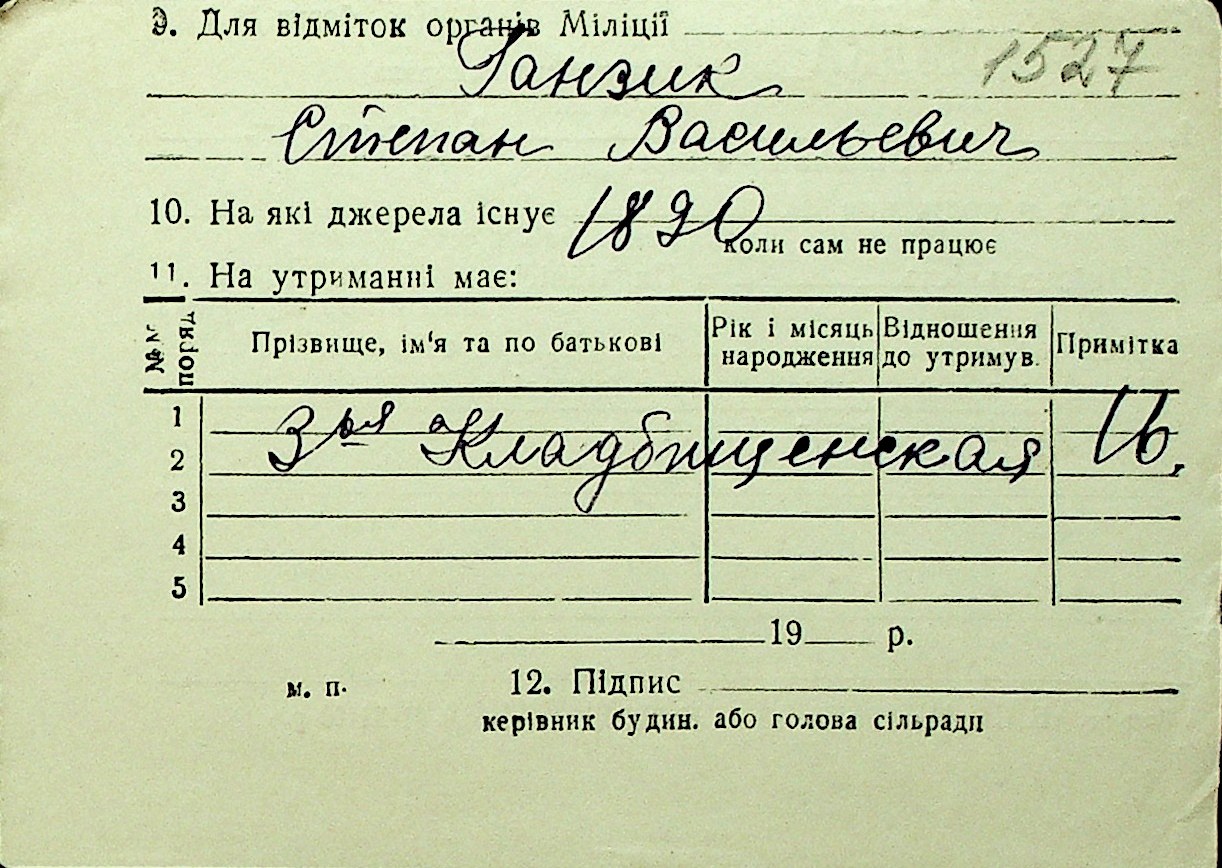 9. Для відміток органів Міліції
Ганзик 1527
Степан Васильевич
10. На які джерела існує 1890
коли сам не працює
11. На утриманні має:
№№ поряд Прізвище, ім'я та по батькові Рік і місяць народження Відношення до утримув. Примітка
1
2 3ья Кладбищенская 16.
3
4
5
19 р.
м. п. 12. Підпис
керівник будин. або голова сільради